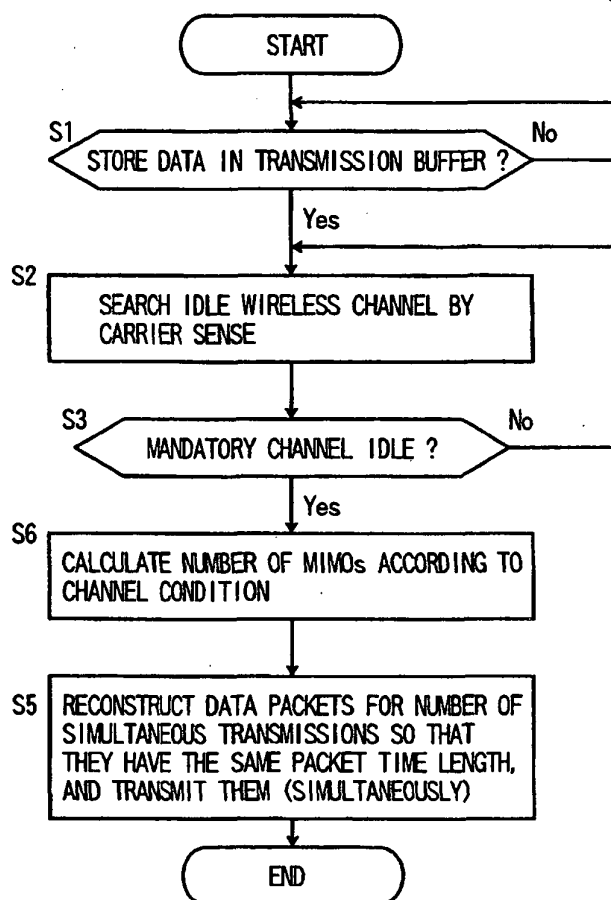 START
S1
No
STORE DATA IN TRANSMISSION BUFFER ?
Yes
S2
SEARCH IDLE WIRELESS CHANNEL BY
CARRIER SENSE
S3
No
MANDATORY CHANNEL IDLE ?
Yes
S6
CALCULATE NUMBER OF MIMOs ACCORDING TO
CHANNEL CONDITION
S5
RECONSTRUCT DATA PACKETS FOR NUMBER OF
SIMULTANEOUS TRANSMISSIONS SO THAT
THEY HAVE THE SAME PACKET TIME LENGTH,
AND TRANSMIT THEM (SIMULTANEOUSLY)
END